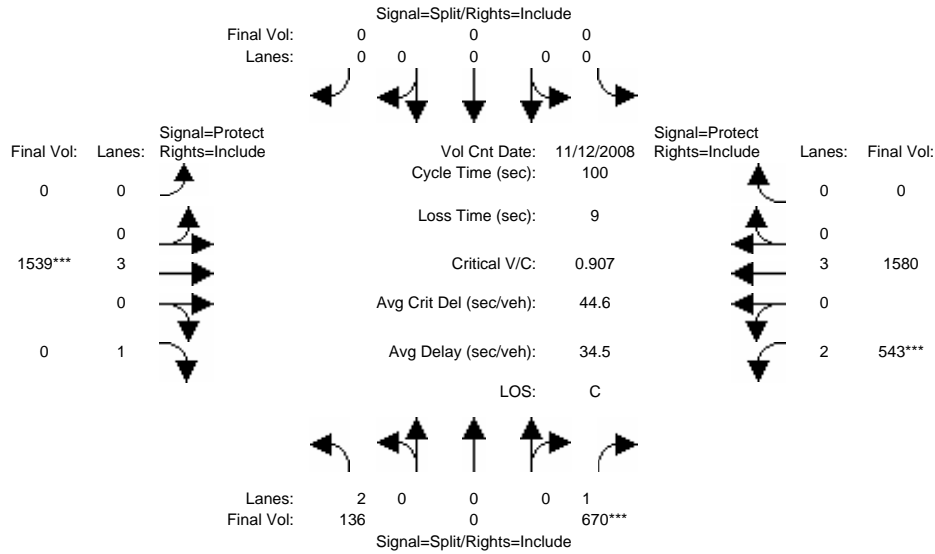 Signal=Split/Rights=Include
Final Vol: 0 0 0
Lanes: 0 0 0 0 0
Signal=Protect Signal=Protect
Final Vol: Lanes: Rights=Include Vol Cnt Date: 11/12/2008 Rights=Include Lanes: Final Vol:
Cycle Time (sec): 100
0 0 0 0
Loss Time (sec): 9
0 0
1539*** 3 Critical V/C: 0.907 3 1580
0 Avg Crit Del (sec/veh): 44.6 0
0 1 Avg Delay (sec/veh): 34.5 2 543***
LOS: C
Lanes: 2 0 0 0 1
Final Vol: 136 0 670***
Signal=Split/Rights=Include